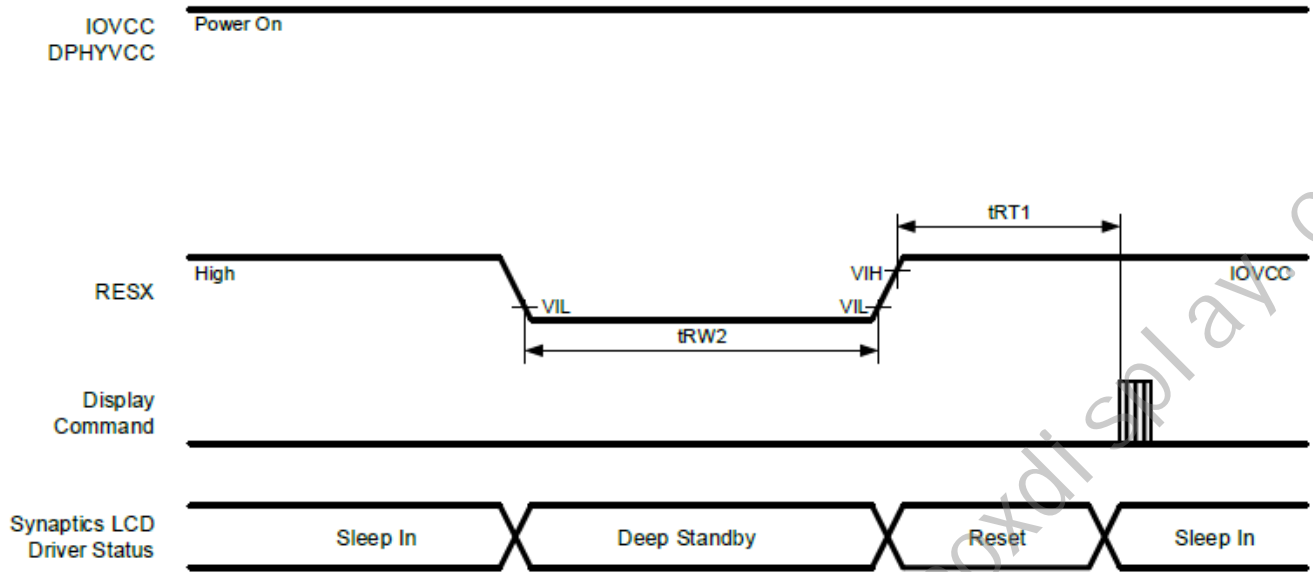 IOVCC
DPHYVCC
Power On
tRT1
High
VIH
IOVCC
RESX
VIL
VIL
tRW2
Display
Command
Synaptics LCD
Driver Status
Sleep In
Deep Standby
Reset
Sleep In